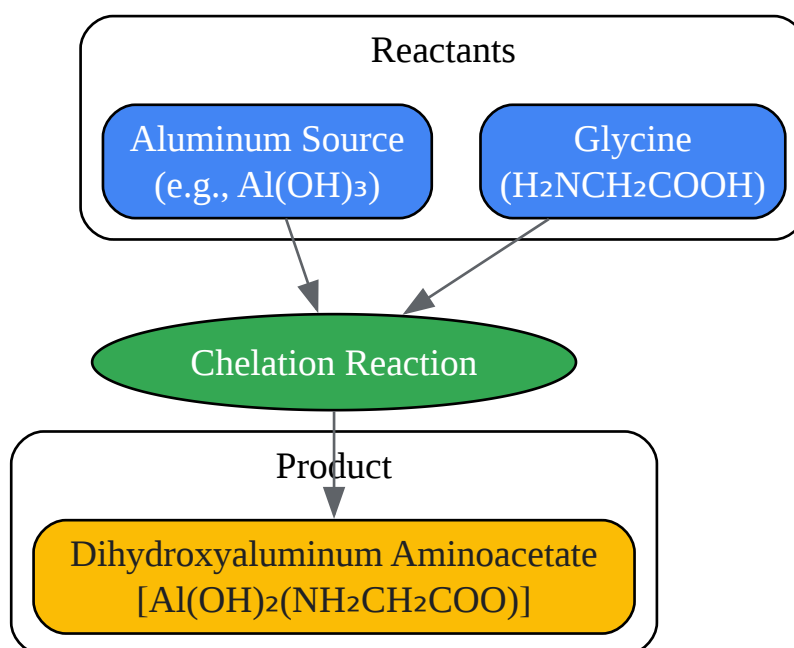 Reactants
Aluminum Source
(e.g., Al(OH)₃)
Glycine
(H₂NCH₂COOH)
Chelation Reaction
Product
Dihydroxyaluminum Aminoacetate
[Al(OH)₂(NH₂CH₂COO)]